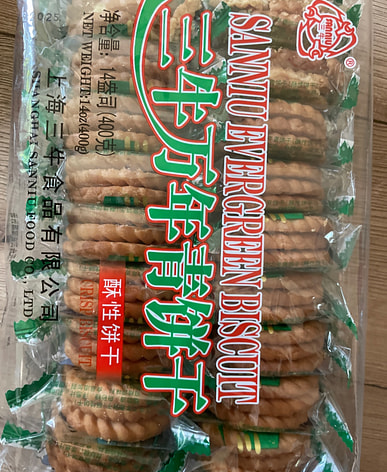 SANNIU EVERGREEN BISCUIT
三牛万年青饼干
酥性饼干
CRISP BISCUIT
净含量:14盎司(400克)
NET WEIGHT:14oz(400g)
上海三牛食品有限公司
SHANGHAI SANNIU FOOD CO., LTD